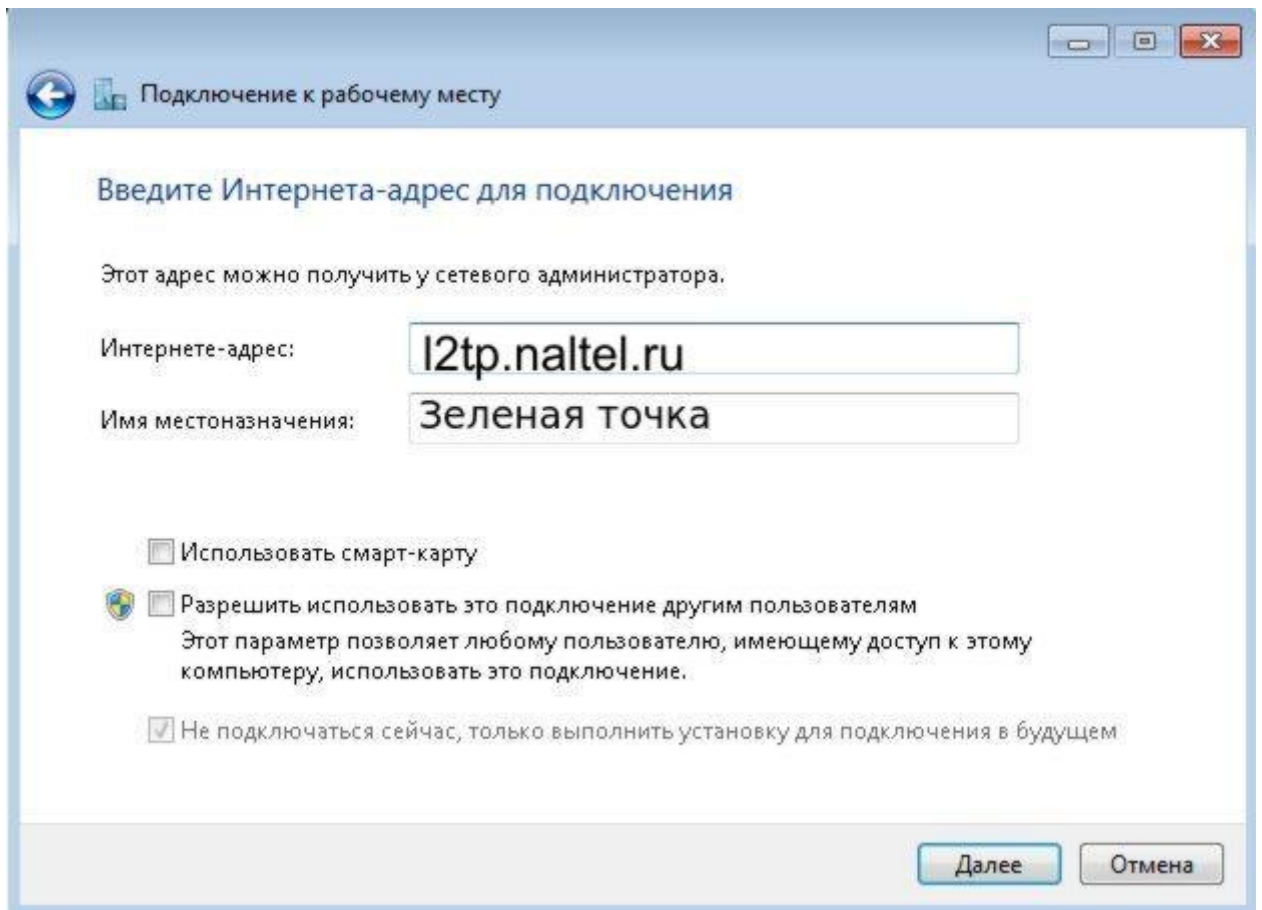 Подключение к рабочему месту
Введите Интернета-адрес для подключения
Этот адрес можно получить у сетевого администратора.
Интернете-адрес: l2tp.naltel.ru
Имя местоназначения: Зеленая точка
Использовать смарт-карту
Разрешить использовать это подключение другим пользователям
Этот параметр позволяет любому пользователю, имеющему доступ к этому
компьютеру, использовать это подключение.
Не подключаться сейчас, только выполнить установку для подключения в будущем
Далее Отмена